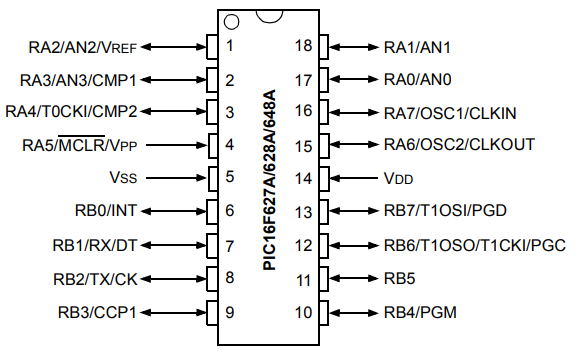 RA2/AN2/VREF 1 18 RA1/AN1
RA3/AN3/CMP1 2 17 RA0/AN0
RA4/T0CKI/CMP2 3 16 RA7/OSC1/CLKIN
RA5/MCLR/VPP 4 15 RA6/OSC2/CLKOUT
VSS 5 14 VDD
RB0/INT 6 13 RB7/T1OSI/PGD
RB1/RX/DT 7 12 RB6/T1OSO/T1CKI/PGC
RB2/TX/CK 8 11 RB5
RB3/CCP1 9 10 RB4/PGM
PIC16F627A/628A/648A